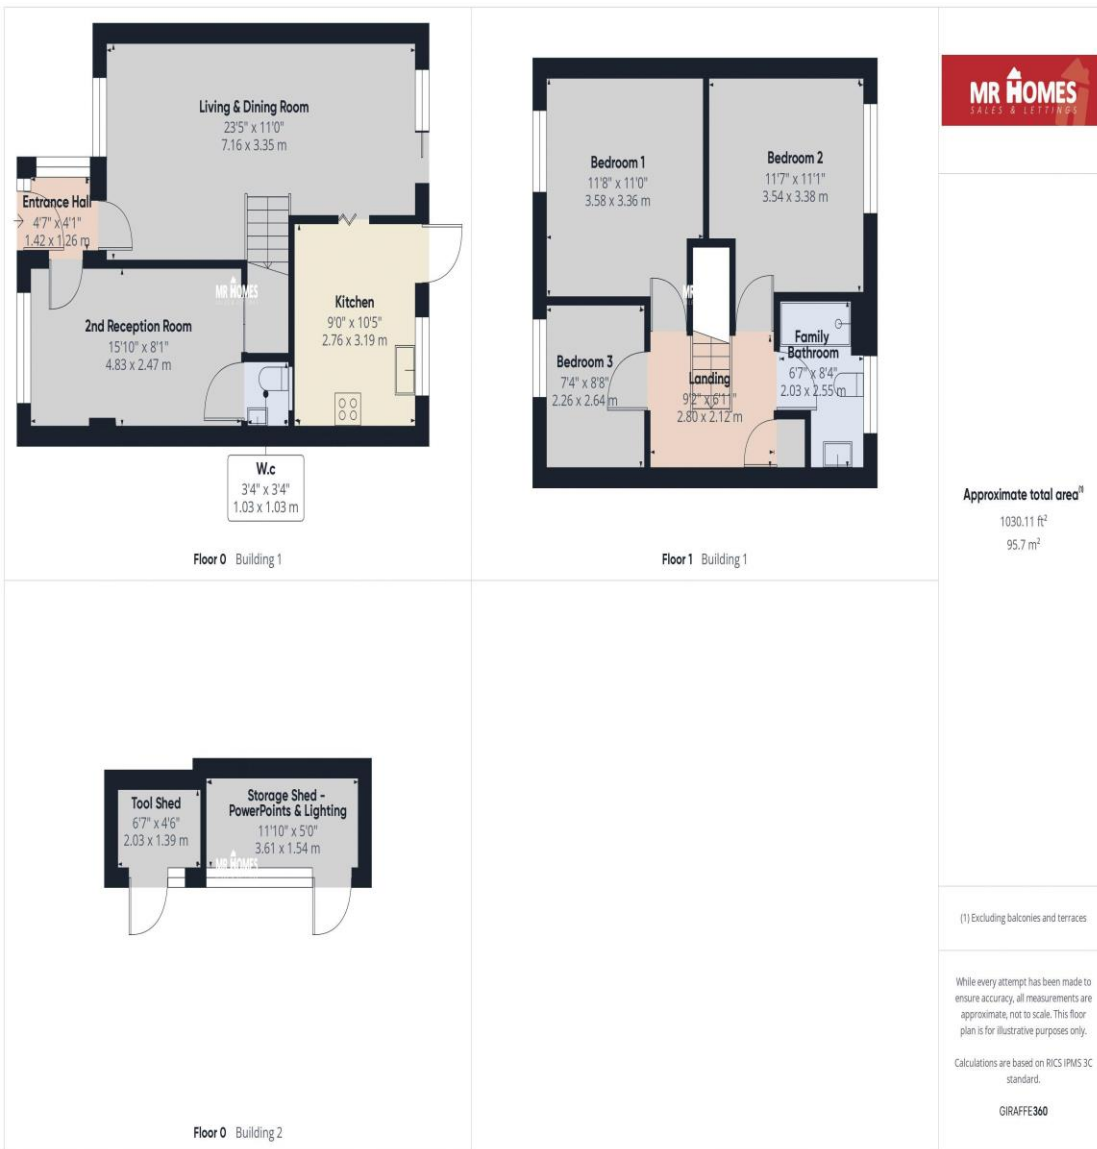 Living & Dining Room
23'5" x 11'0"
7.16 x 3.35 m
Entrance Hall
4'7" x 4'1"
1.42 x 1.26 m
MR HOMES
2nd Reception Room
15'10" x 8'1"
4.83 x 2.47 m
Kitchen
9'0" x 10'5"
2.76 x 3.19 m
W.c
3'4" x 3'4"
1.03 x 1.03 m
Floor 0 Building 1
Bedroom 1
11'8" x 11'0"
3.58 x 3.36 m
Bedroom 2
11'7" x 11'1"
3.54 x 3.38 m
MR
Bedroom 3
7'4" x 8'8"
2.26 x 2.64 m
Landing
9'2" x 6'11"
2.80 x 2.12 m
Family
Bathroom
6'7" x 8'4"
2.03 x 2.55 m
Floor 1 Building 1
Tool Shed
6'7" x 4'6"
2.03 x 1.39 m
Storage Shed -
PowerPoints & Lighting
11'10" x 5'0"
3.61 x 1.54 m
MR HOMES
Floor 0 Building 2
MR HOMES
SALES & LETTINGS
Approximate total area(1)
1030.11 ft²
95.7 m²
(1) Excluding balconies and terraces
While every attempt has been made to
ensure accuracy, all measurements are
approximate, not to scale. This floor
plan is for illustrative purposes only.
Calculations are based on RICS IPMS 3C
standard.
GIRAFFE360